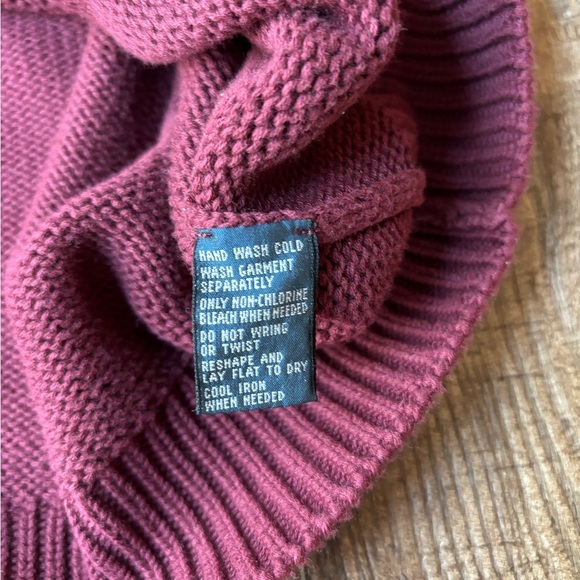 HAND WASH COLD
WASH GARMENT
SEPARATELY
ONLY NON-CHLORINE
BLEACH WHEN NEEDED
DO NOT WRING
OR TWIST
RESHAPE AND
LAY FLAT TO DRY
COOL IRON
WHEN NEEDED